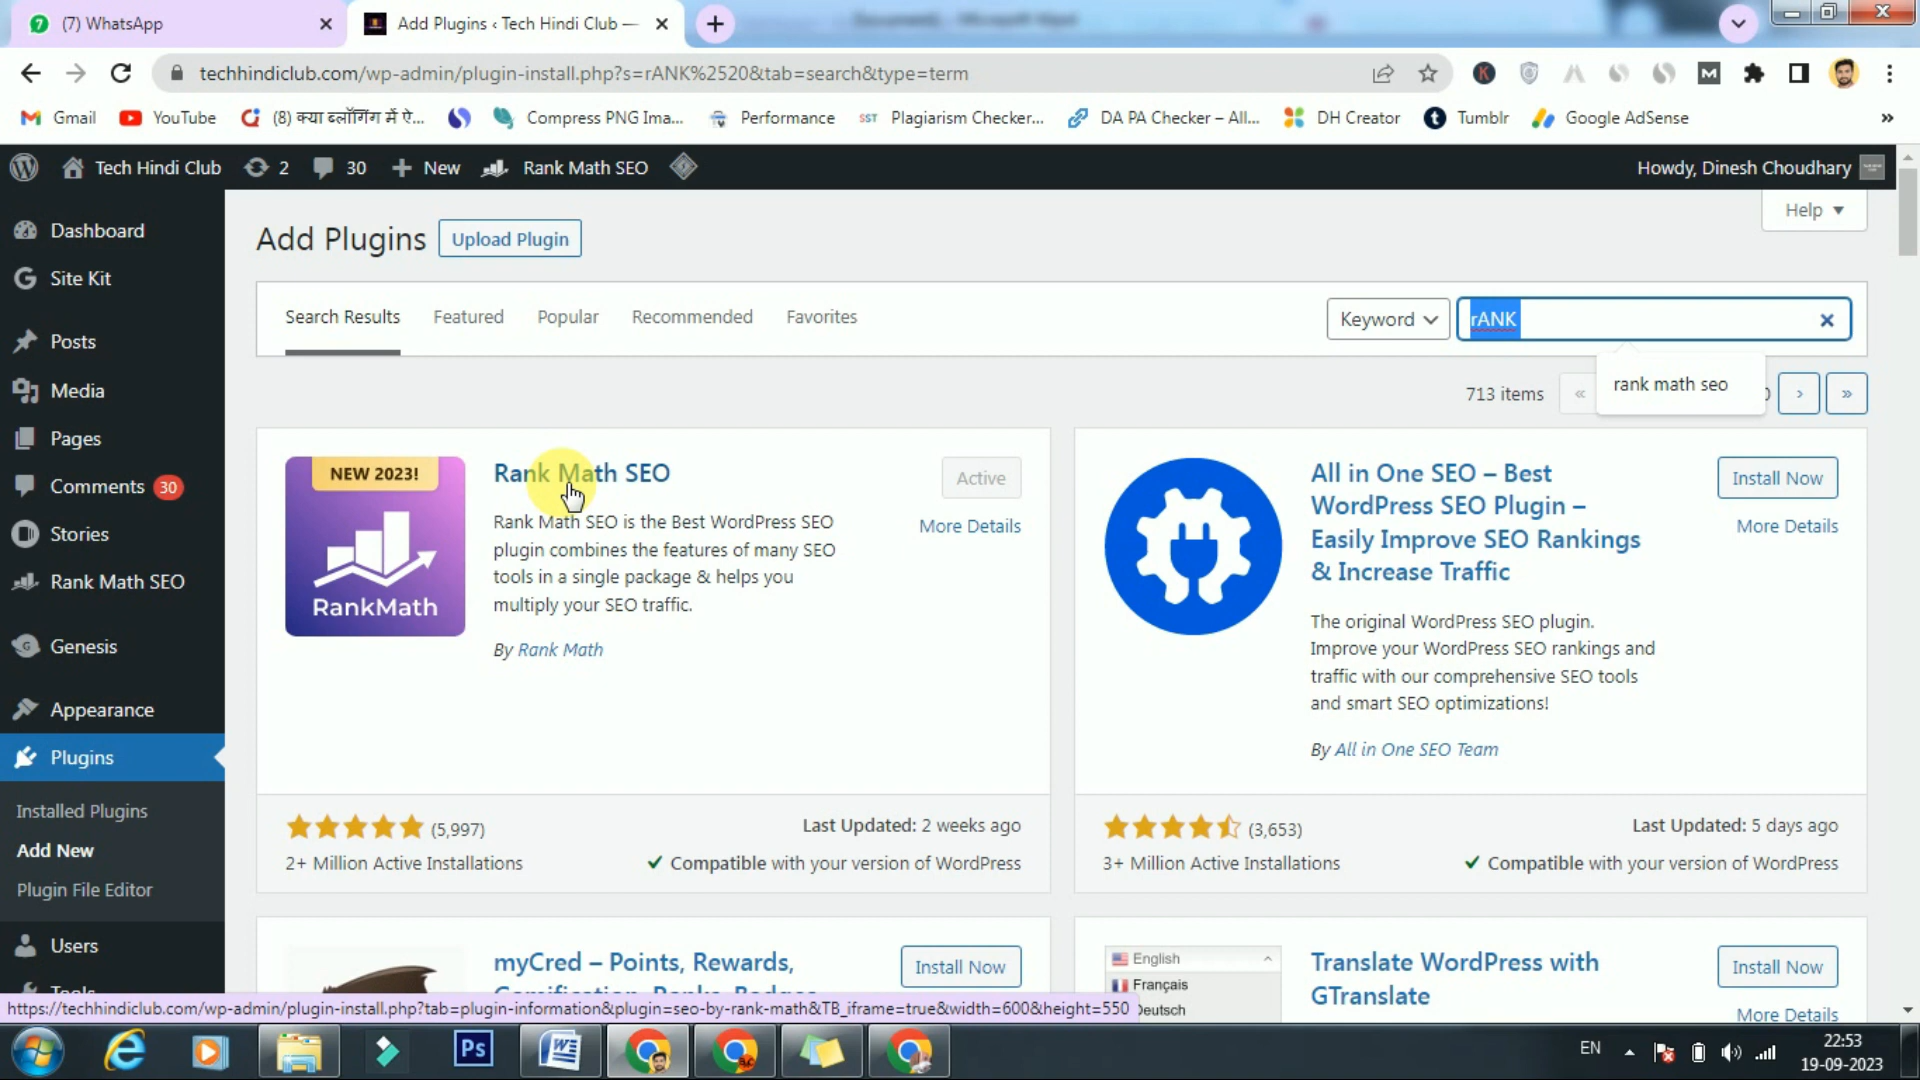 (7) WhatsApp
Add Plugins ‹ Tech Hindi Club —
techhindiclub.com/wp-admin/plugin-install.php?s=rANK%2520&tab=search&type=term
Gmail
YouTube
(8) क्या ब्लॉगिंग में ऐ...
Compress PNG Ima...
Performance
SST
Plagiarism Checker...
DA PA Checker – All...
DH Creator
Tumblr
Google AdSense
»
Tech Hindi Club
2
30
New
Rank Math SEO
Howdy, Dinesh Choudhary
Help
Dashboard
Site Kit
Posts
Media
Pages
Comments 30
Stories
Rank Math SEO
Genesis
Appearance
Plugins
Installed Plugins
Add New
Plugin File Editor
Users
Tools
Add Plugins
Upload Plugin
Search Results
Featured
Popular
Recommended
Favorites
Keyword
rANK
rank math seo
713 items
«
›
»
NEW 2023!
RankMath
Rank Math SEO
Active
More Details
Rank Math SEO is the Best WordPress SEO
plugin combines the features of many SEO
tools in a single package & helps you
multiply your SEO traffic.
By Rank Math
(5,997)
Last Updated: 2 weeks ago
2+ Million Active Installations
Compatible with your version of WordPress
All in One SEO – Best
WordPress SEO Plugin –
Easily Improve SEO Rankings
& Increase Traffic
Install Now
More Details
The original WordPress SEO plugin.
Improve your WordPress SEO rankings and
traffic with our comprehensive SEO tools
and smart SEO optimizations!
By All in One SEO Team
(3,653)
Last Updated: 5 days ago
3+ Million Active Installations
Compatible with your version of WordPress
myCred – Points, Rewards,
Gamification, Ranks, Badges
Install Now
English
Français
Deutsch
Translate WordPress with
GTranslate
Install Now
More Details
https://techhindiclub.com/wp-admin/plugin-install.php?tab=plugin-information&plugin=seo-by-rank-math&TB_iframe=true&width=600&height=550
Ps
EN
22:53
19-09-2023